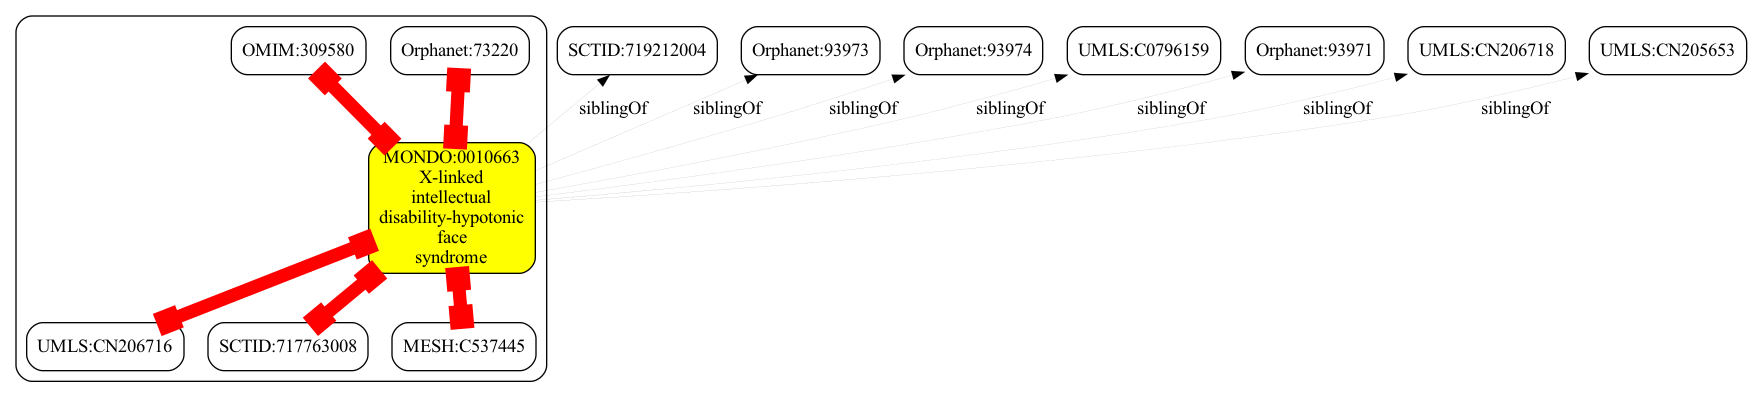 OMIM:309580
Orphanet:73220
SCTID:719212004
Orphanet:93973
Orphanet:93974
UMLS:C0796159
Orphanet:93971
UMLS:CN206718
UMLS:CN205653
siblingOf
siblingOf
siblingOf
siblingOf
siblingOf
siblingOf
siblingOf
MONDO:0010663
X-linked
intellectual
disability-hypotonic
face
syndrome
UMLS:CN206716
SCTID:717763008
MESH:C537445